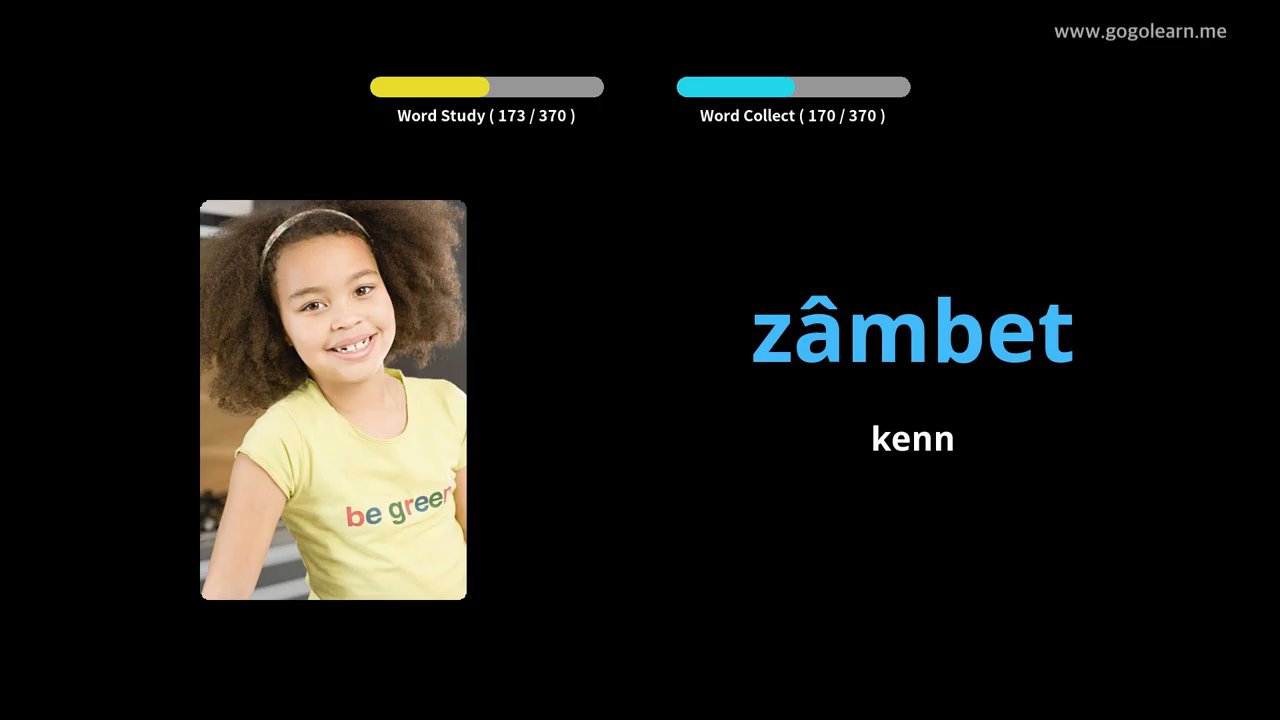 www.gogolearn.me
Word Study ( 173 / 370 )
Word Collect ( 170 / 370 )
zâmbet
kenn
be green